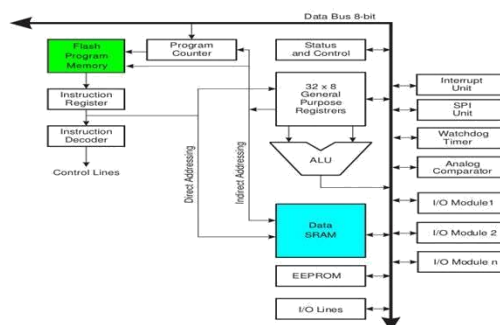 Data Bus 8-bit
Flash
Program
Memory
Program
Counter
Status
and Control
Instruction
Register
32 x 8
General
Purpose
Registrers
Interrupt
Unit
SPI
Unit
Instruction
Decoder
Watchdog
Timer
Control Lines
Direct Addressing
Indirect Addressing
ALU
Analog
Comparator
I/O Module1
Data
SRAM
I/O Module 2
I/O Module n
EEPROM
I/O Lines